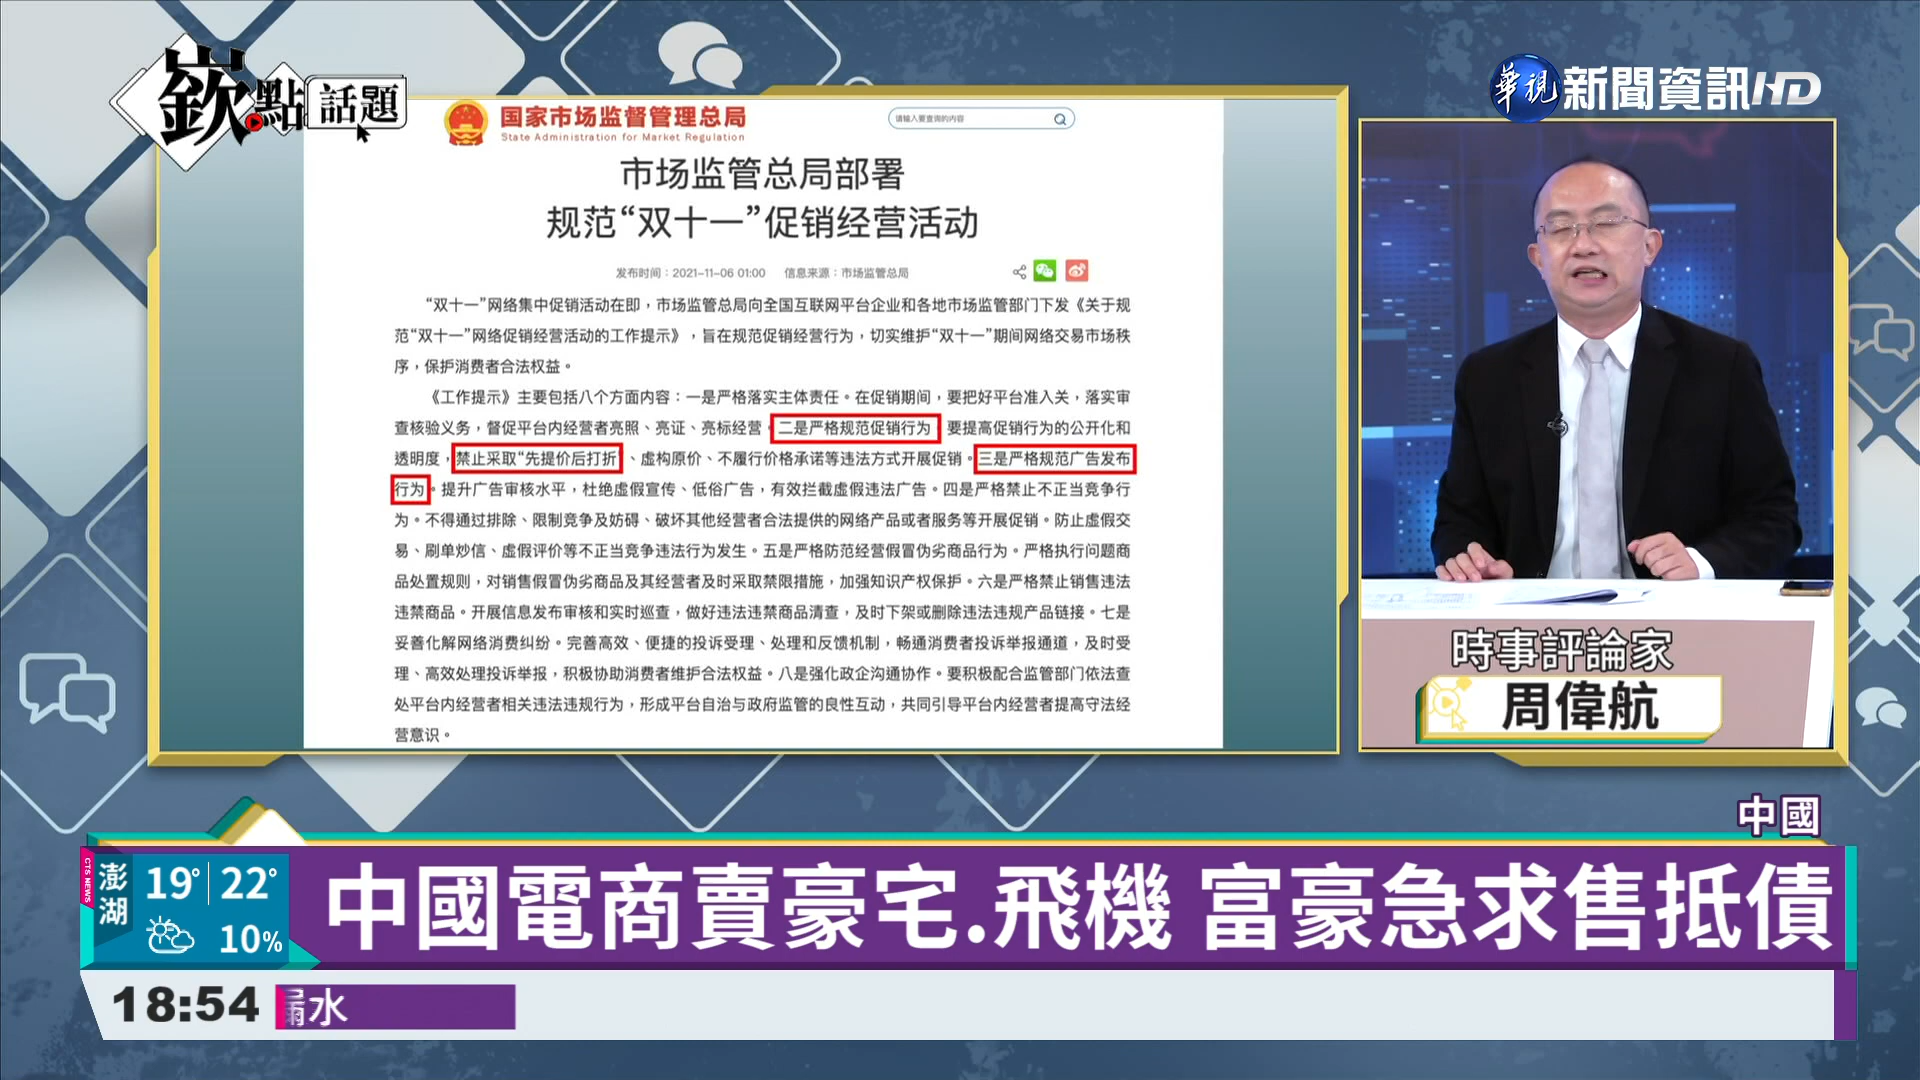 嶔點話題
華視 新聞資訊HD
国家市场监督管理总局
State Administration for Market Regulation
请输入要查询的内容
市场监管总局部署
规范“双十一”促销经营活动
发布时间：2021-11-06 01:00 信息来源：市场监管总局
“双十一”网络集中促销活动在即，市场监管总局向全国互联网平台企业和各地市场监管部门下发《关于规
范“双十一”网络促销经营活动的工作提示》，旨在规范促销经营行为，切实维护“双十一”期间网络交易市场秩
序，保护消费者合法权益。
《工作提示》主要包括八个方面内容：一是严格落实主体责任。在促销期间，要把好平台准入关，落实审
查核验义务，督促平台内经营者亮照、亮证、亮标经营。二是严格规范促销行为，要提高促销行为的公开化和
透明度，禁止采取“先提价后打折”、虚构原价、不履行价格承诺等违法方式开展促销。三是严格规范广告发布
行为。提升广告审核水平，杜绝虚假宣传、低俗广告，有效拦截虚假违法广告。四是严格禁止不正当竞争行
为。不得通过排除、限制竞争及妨碍、破坏其他经营者合法提供的网络产品或者服务等开展促销。防止虚假交
易、刷单炒信、虚假评价等不正当竞争违法行为发生。五是严格防范经营假冒伪劣商品行为。严格执行问题商
品处置规则，对销售假冒伪劣商品及其经营者及时采取禁限措施，加强知识产权保护。六是严格禁止销售违法
违禁商品。开展信息发布审核和实时巡查，做好违法违禁商品清查，及时下架或删除违法违规产品链接。七是
妥善化解网络消费纠纷。完善高效、便捷的投诉受理、处理和反馈机制，畅通消费者投诉举报通道，及时受
理、高效处理投诉举报，积极协助消费者维护合法权益。八是强化政企沟通协作。要积极配合监管部门依法查
处平台内经营者相关违法违规行为，形成平台自治与政府监管的良性互动，共同引导平台内经营者提高守法经
营意识。
時事評論家
周偉航
中國
CTS NEWS
澎湖
19° 22°
10%
中國電商賣豪宅.飛機 富豪急求售抵債
18:54
漏水